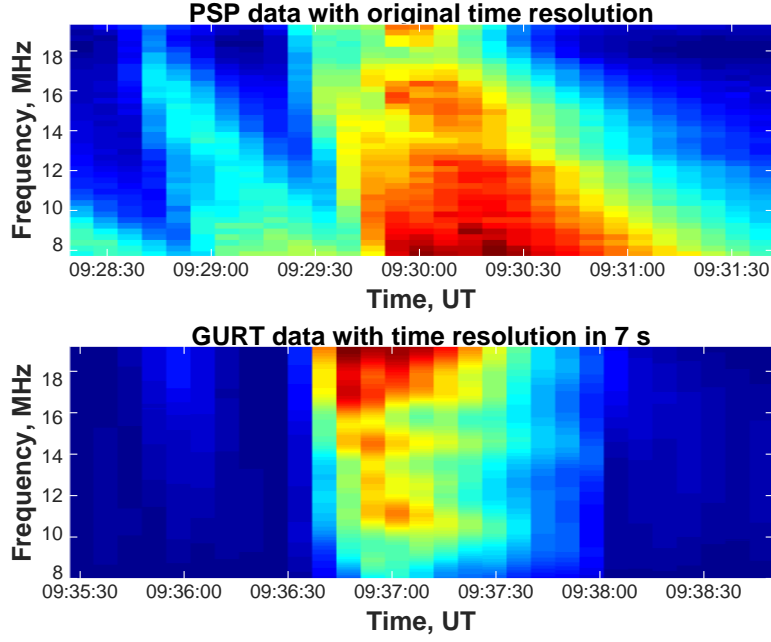 PSP data with original time resolution
Frequency, MHz
18
16
14
12
10
8
09:28:30 09:29:00 09:29:30 09:30:00 09:30:30 09:31:00 09:31:30
Time, UT
GURT data with time resolution in 7 s
Frequency, MHz
18
16
14
12
10
8
09:35:30 09:36:00 09:36:30 09:37:00 09:37:30 09:38:00 09:38:30
Time, UT